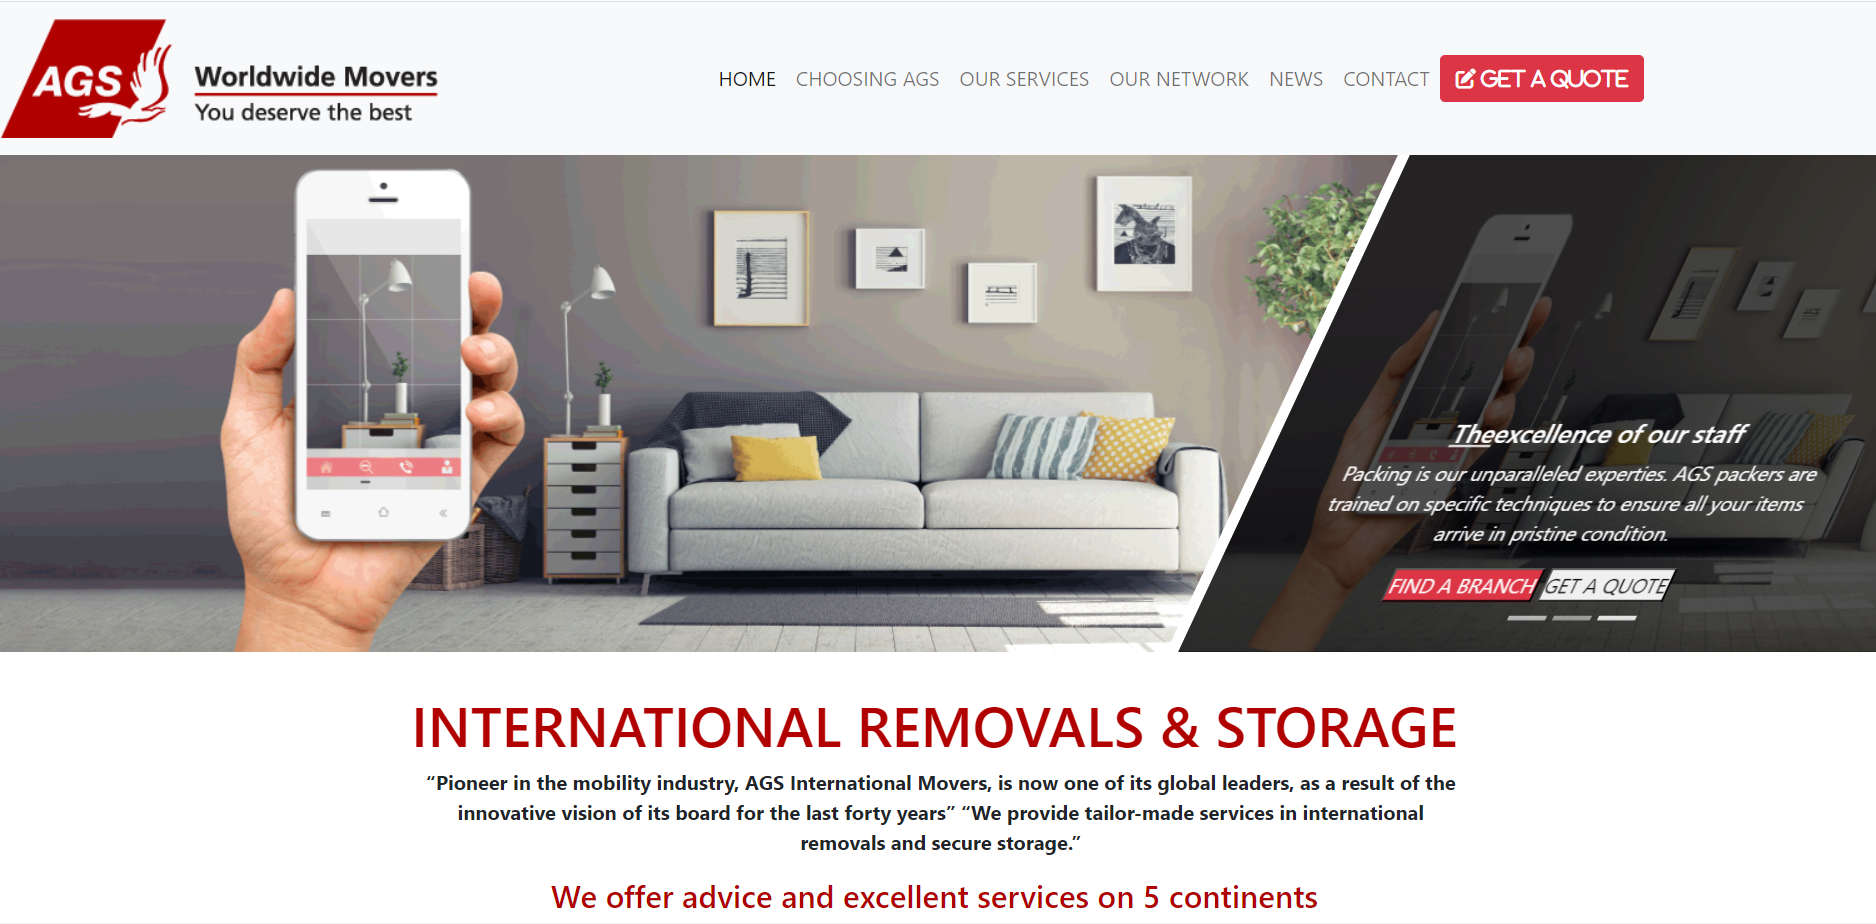 AGS
Worldwide Movers
You deserve the best
HOME CHOOSING AGS OUR SERVICES OUR NETWORK NEWS CONTACT GET A QUOTE
Theexcellence of our staff
Packing is our unparalleled experties. AGS packers are
trained on specific techniques to ensure all your items
arrive in pristine condition.
FIND A BRANCH GET A QUOTE
INTERNATIONAL REMOVALS & STORAGE
“Pioneer in the mobility industry, AGS International Movers, is now one of its global leaders, as a result of the
innovative vision of its board for the last forty years” “We provide tailor-made services in international
removals and secure storage.”
We offer advice and excellent services on 5 continents